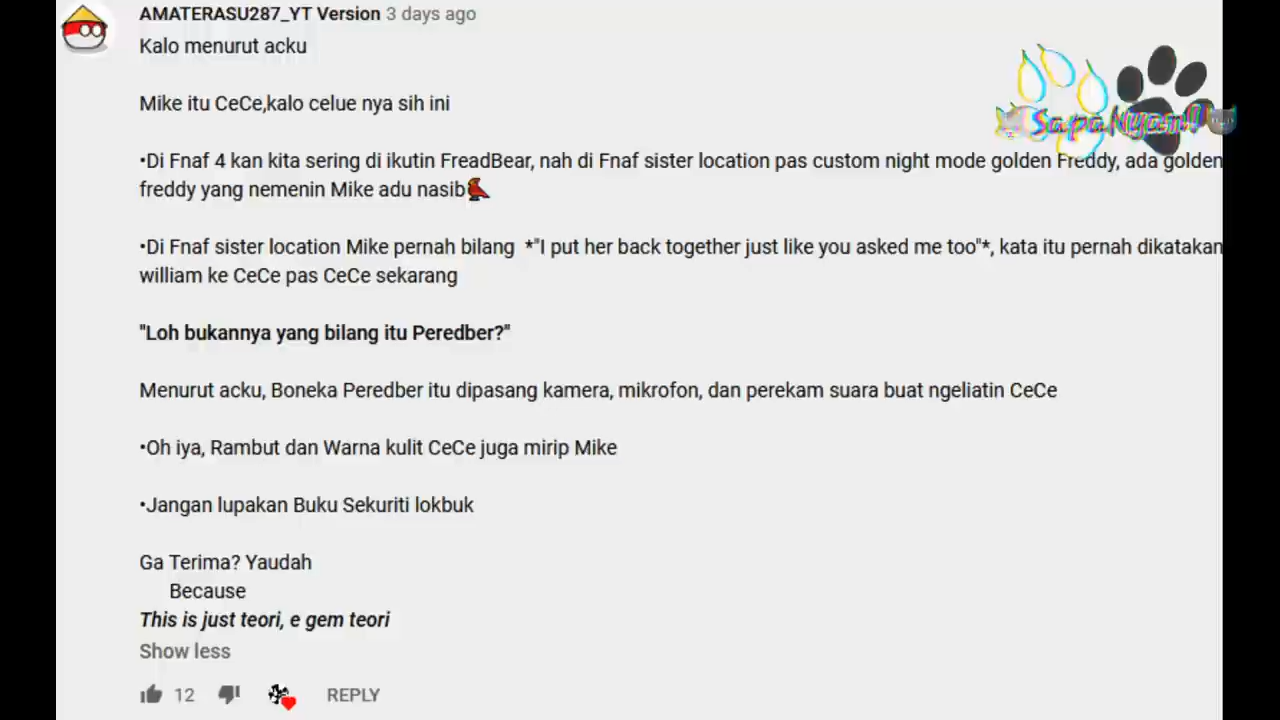 AMATERASU287_YT Version 3 days ago
Kalo menurut acku
Mike itu CeCe,kalo celue nya sih ini
•Di Fnaf 4 kan kita sering di ikutin FreadBear, nah di Fnaf sister location pas custom night mode golden Freddy, ada golden
freddy yang nemenin Mike adu nasib
•Di Fnaf sister location Mike pernah bilang *"I put her back together just like you asked me too"*, kata itu pernah dikatakan
william ke CeCe pas CeCe sekarang
"Loh bukannya yang bilang itu Peredber?"
Menurut acku, Boneka Peredber itu dipasang kamera, mikrofon, dan perekam suara buat ngeliatin CeCe
•Oh iya, Rambut dan Warna kulit CeCe juga mirip Mike
•Jangan lupakan Buku Sekuriti lokbuk
Ga Terima? Yaudah
Because
This is just teori, e gem teori
Show less
12 REPLY
SapaNyan!?